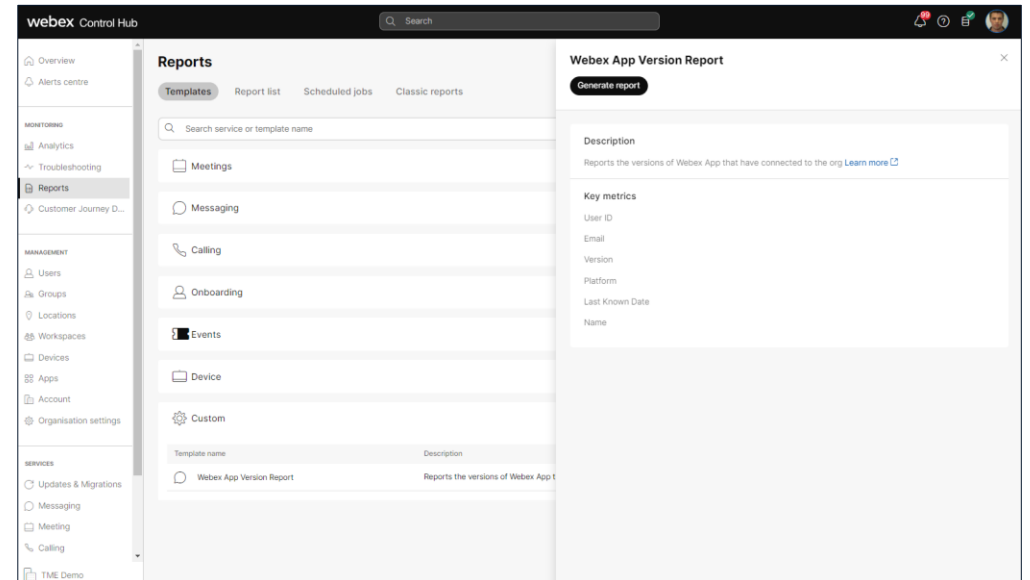 webex Control Hub
Search
99
Overview
Alerts centre
MONITORING
Analytics
Troubleshooting
Reports
Customer Journey D...
MANAGEMENT
Users
Groups
Locations
Workspaces
Devices
Apps
Account
Organisation settings
SERVICES
Updates & Migrations
Messaging
Meeting
Calling
TME Demo
Reports
Templates Report list Scheduled jobs Classic reports
Search service or template name
Meetings
Messaging
Calling
Onboarding
Events
Device
Custom
Template name Description
Webex App Version Report Reports the versions of Webex App t
Webex App Version Report
Generate report
Description
Reports the versions of Webex App that have connected to the org Learn more
Key metrics
User ID
Email
Version
Platform
Last Known Date
Name